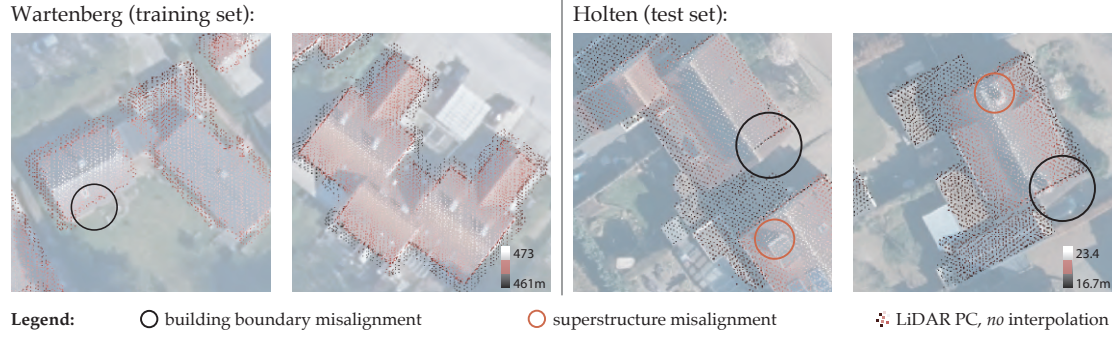 Wartenberg (training set):
Holten (test set):
473
461m
23.4
16.7m
Legend: building boundary misalignment superstructure misalignment LiDAR PC, no interpolation